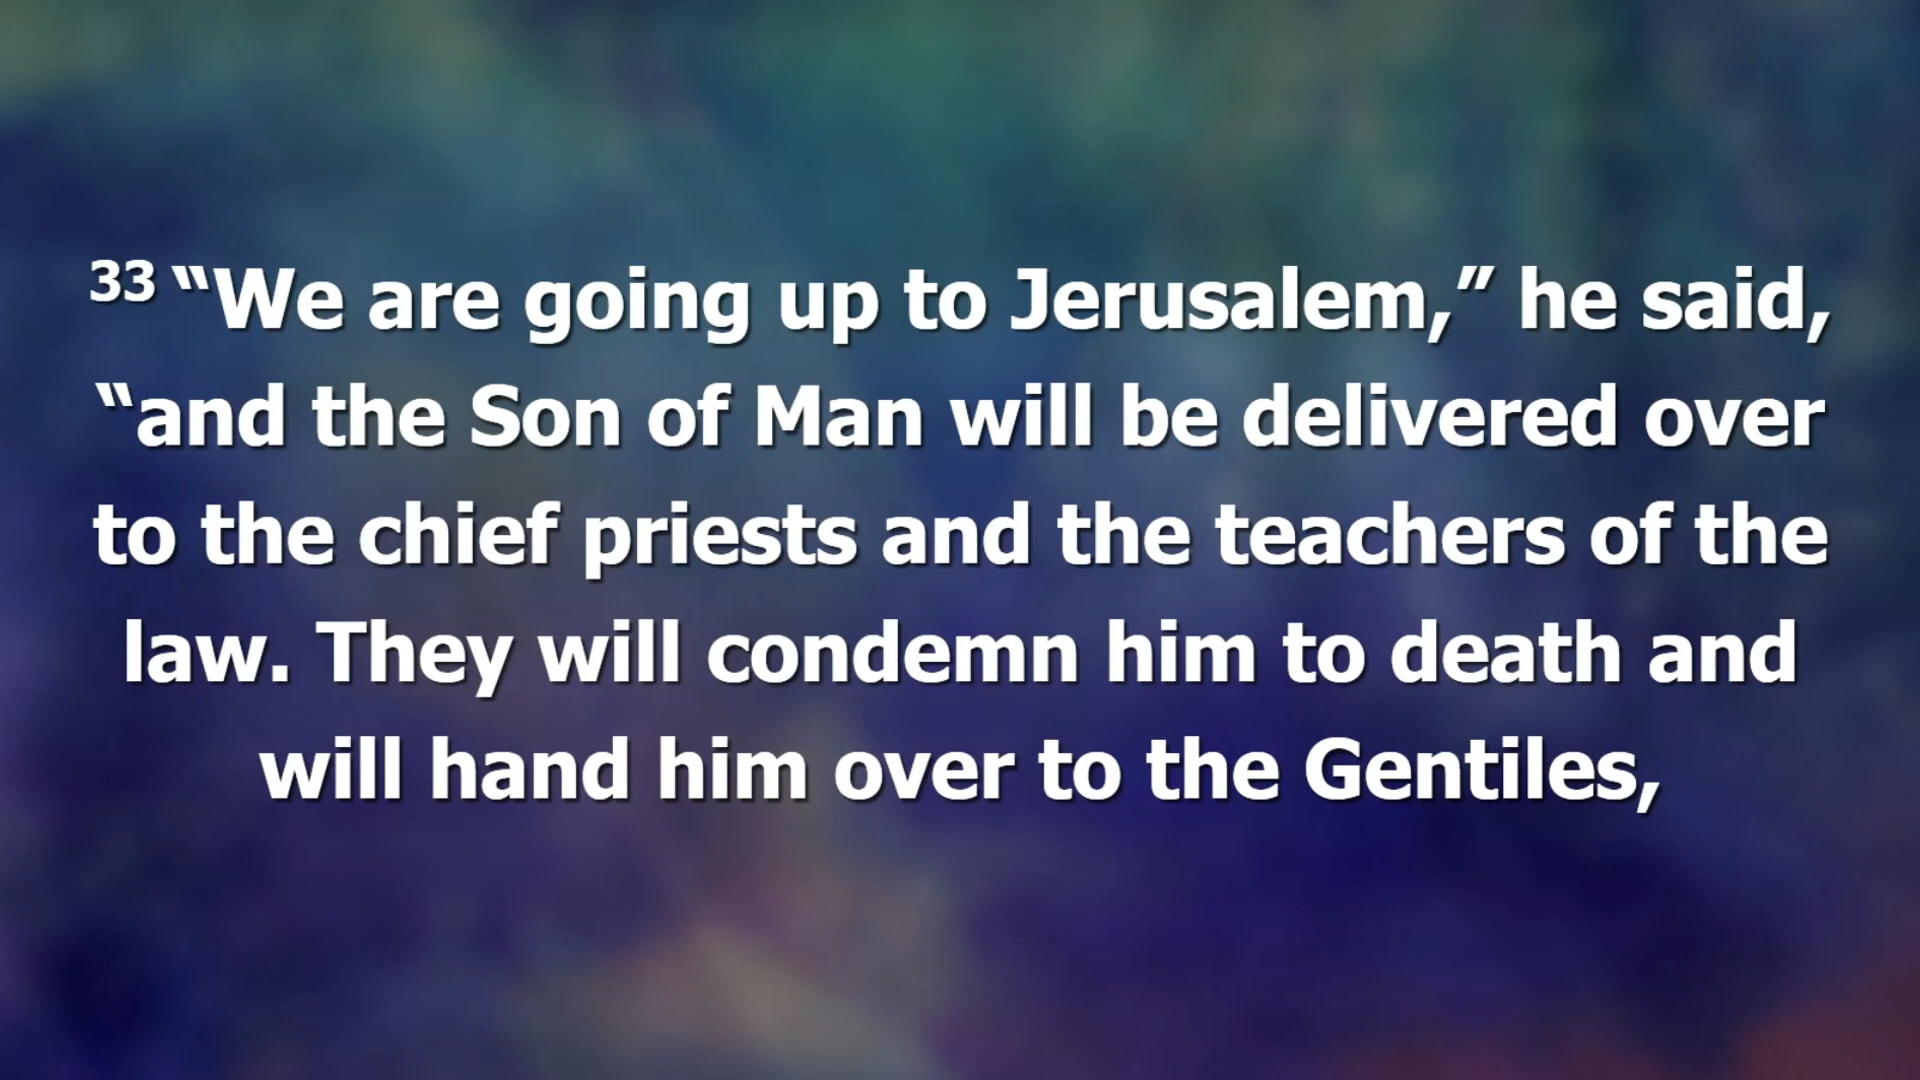 33 “We are going up to Jerusalem,” he said,
“and the Son of Man will be delivered over
to the chief priests and the teachers of the
law. They will condemn him to death and
will hand him over to the Gentiles,